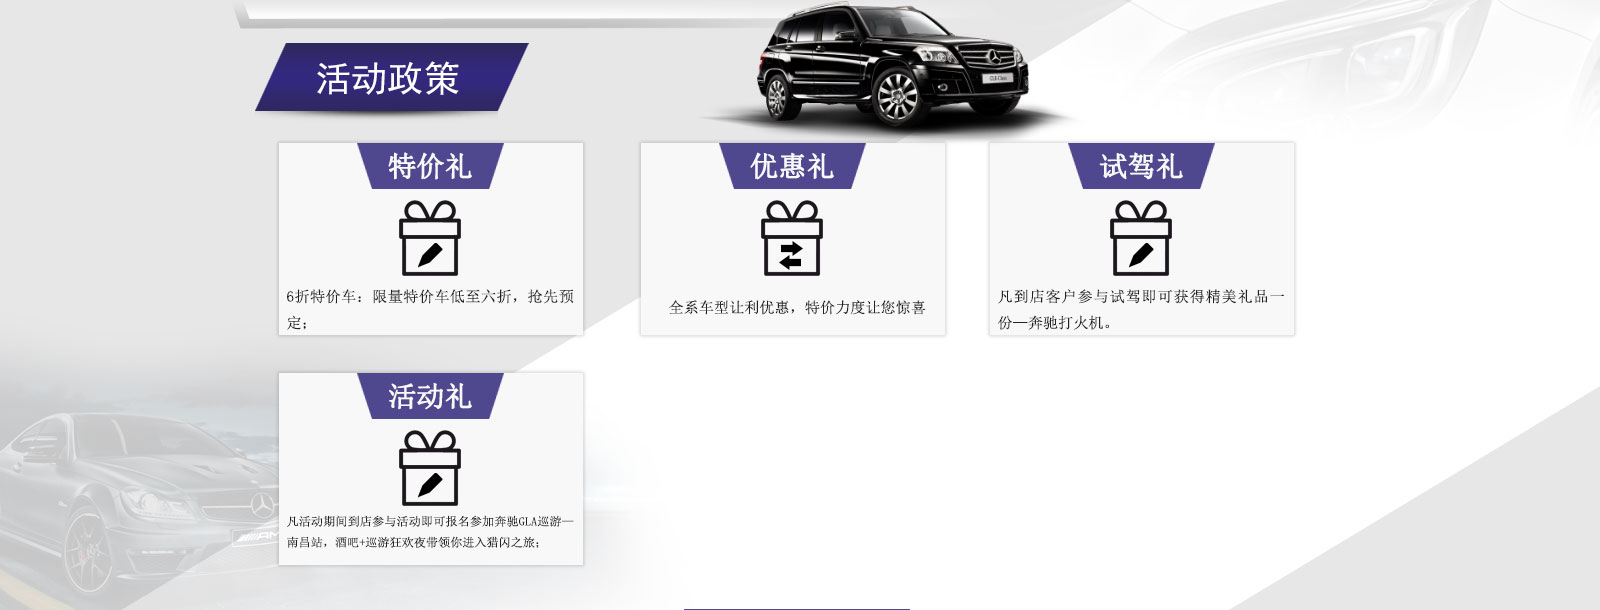 活动政策
特价礼
6折特价车：限量特价车低至六折，抢先预
定；
优惠礼
全系车型让利优惠，特价力度让您惊喜
试驾礼
凡到店客户参与试驾即可获得精美礼品一
份—奔驰打火机。
活动礼
凡活动期间到店参与活动即可报名参加奔驰GLA巡游—
南昌站，酒吧+巡游狂欢夜带领你进入猎闪之旅；